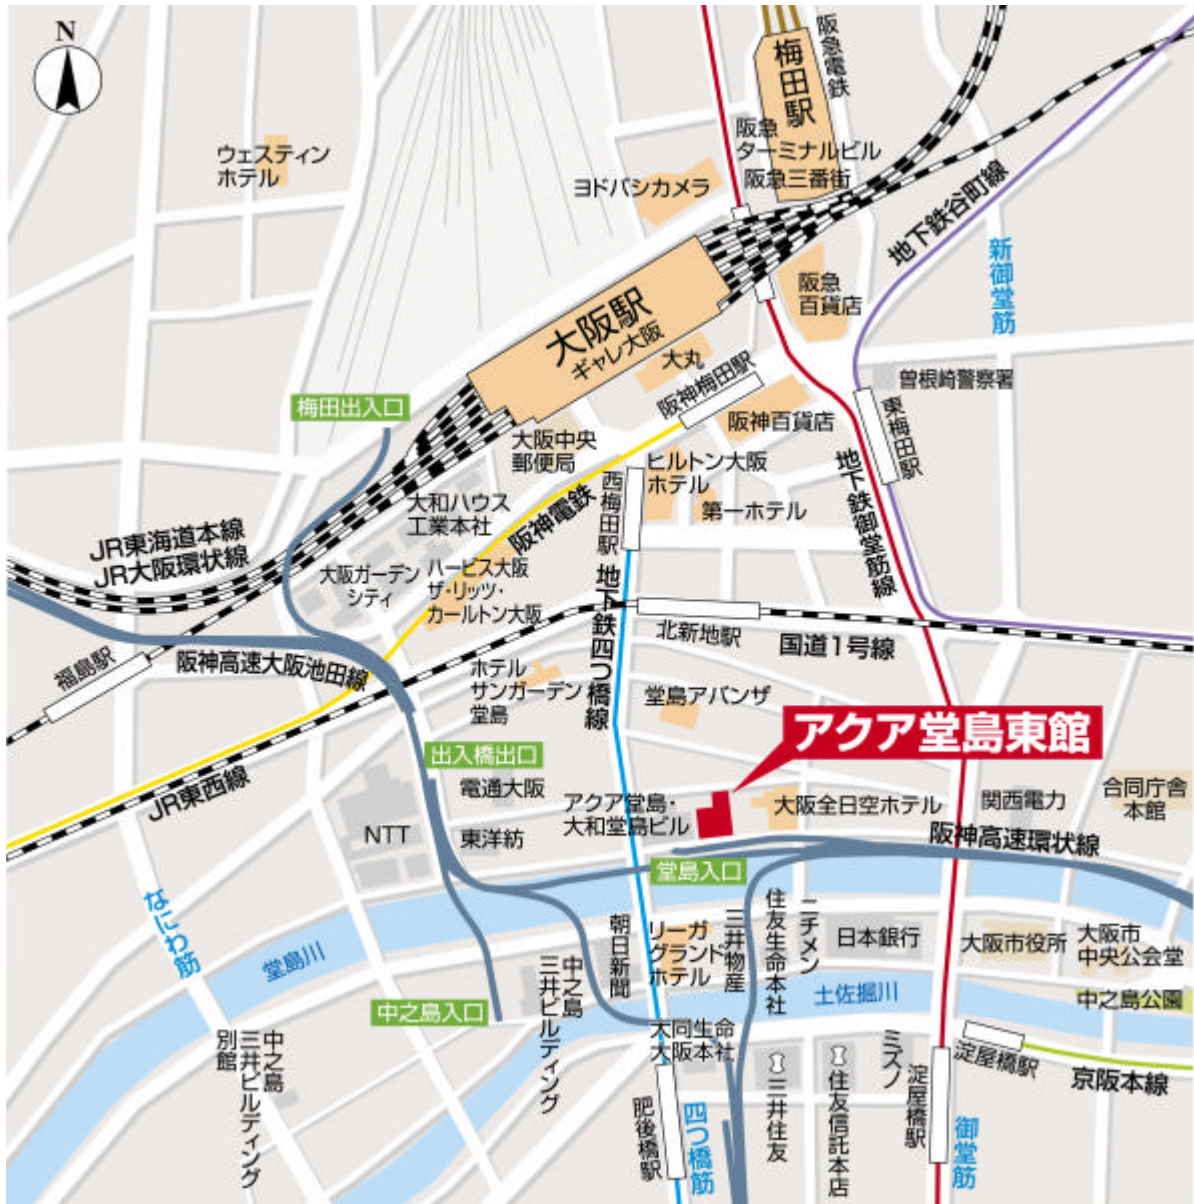 N
梅田駅
阪急電鉄
阪急
ターミナルビル
阪急三番街
ウェスティン
ホテル
ヨドバシカメラ
地下鉄谷町線
新御堂筋
阪急
百貨店
大阪駅
ギャレ大阪
大丸
阪神梅田駅
曽根崎警察署
梅田出入口
東梅田駅
阪神百貨店
大阪中央
郵便局
ヒルトン大阪
ホテル
西梅田駅
第一ホテル
地下鉄御堂筋線
大和ハウス
工業本社
阪神電鉄
JR東海道本線
JR大阪環状線
大阪ガーデン
シティ
ハービス大阪
ザ・リッツ・
カールトン大阪
地下鉄四つ橋線
北新地駅
国道1号線
福島駅
阪神高速大阪池田線
ホテル
サンガーデン
堂島
堂島アバンザ
アクア堂島東館
出入橋出口
電通大阪
JR東西線
アクア堂島・
大和堂島ビル
大阪全日空ホテル
関西電力
合同庁舎
本館
NTT
東洋紡
阪神高速環状線
堂島入口
なにわ筋
堂島川
朝日新聞
リーガ
グランド
ホテル
三井物産
住友生命本社
ニチメン
日本銀行
大阪市役所
大阪市
中央公会堂
中之島
三井ビルディング
土佐掘川
中之島公園
中之島入口
大同生命
大阪本社
中之島
三井ビルディング
別館
ミズノ
淀屋橋駅
淀屋橋駅
京阪本線
肥後橋駅
四つ橋筋
三井住友
住友信託本店
御堂筋